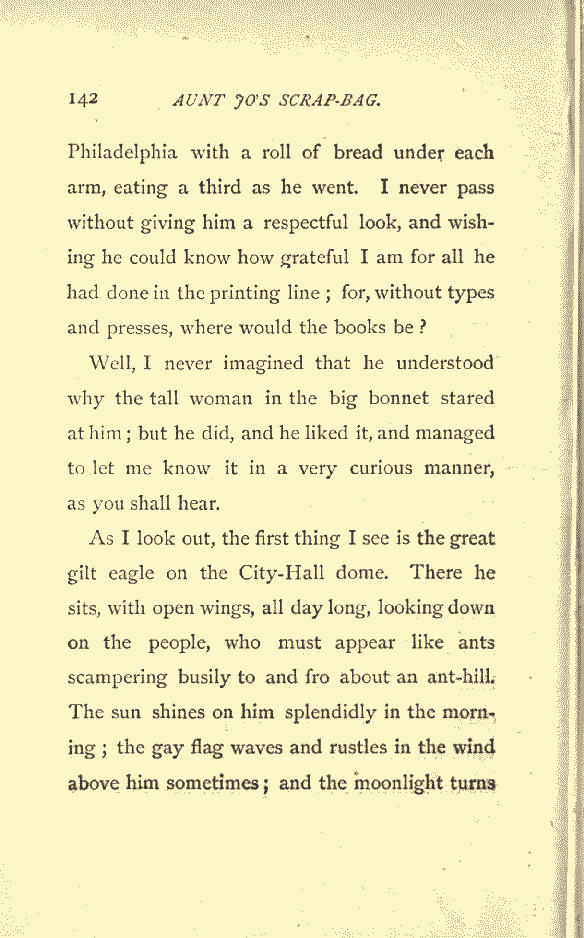 142 AUNT JO'S SCRAP-BAG.
Philadelphia with a roll of bread under each
arm, eating a third as he went. I never pass
without giving him a respectful look, and wish-
ing he could know how grateful I am for all he
had done in the printing line ; for, without types
and presses, where would the books be ?
Well, I never imagined that he understood
why the tall woman in the big bonnet stared
at him ; but he did, and he liked it, and managed
to let me know it in a very curious manner,
as you shall hear.
As I look out, the first thing I see is the great
gilt eagle on the City-Hall dome. There he
sits, with open wings, all day long, looking down
on the people, who must appear like ants
scampering busily to and fro about an ant-hill.
The sun shines on him splendidly in the morn-
ing ; the gay flag waves and rustles in the wind
above him sometimes ; and the moonlight turns